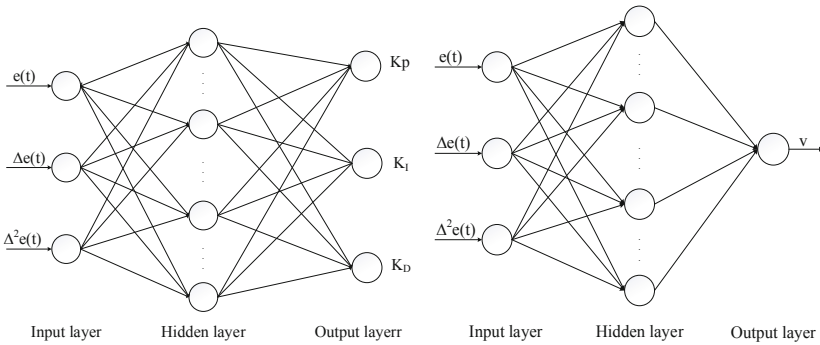 e(t)
Δe(t)
Δ²e(t)
Kp
K_I
K_D
Input layer
Hidden layer
Output layerr
e(t)
Δe(t)
Δ²e(t)
v
Input layer
Hidden layer
Output layer